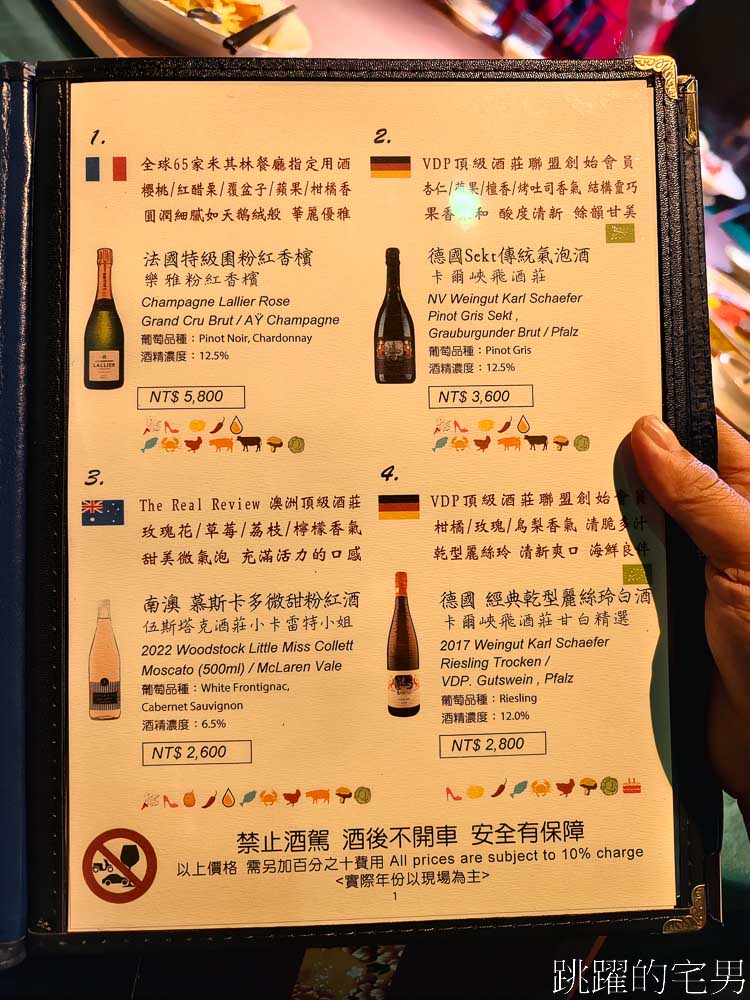 1.
全球65家米其林餐廳指定用酒
櫻桃/紅醋栗/覆盆子/蘋果/柑橘香
圓潤細膩如天鵝絨般 華麗優雅
法國特級園粉紅香檳
樂雅粉紅香檳
Champagne Lallier Rose
Grand Cru Brut / AŸ Champagne
葡萄品種：Pinot Noir, Chardonnay
酒精濃度：12.5%
NT$ 5,800
LALLIER
2.
VDP頂級酒莊聯盟創始會員
杏仁/蘋果/檀香/烤吐司香氣 結構靈巧
果香 和 酸度清新 餘韻甘美
德國Sekt傳統氣泡酒
卡爾峽飛酒莊
NV Weingut Karl Schaefer
Pinot Gris Sekt ,
Grauburgunder Brut / Pfalz
葡萄品種：Pinot Gris
酒精濃度：12.5%
NT$ 3,600
3.
The Real Review 澳洲頂級酒莊
玫瑰花/草莓/荔枝/檸檬香氣
甜美微氣泡 充滿活力的口感
南澳 慕斯卡多微甜粉紅酒
伍斯塔克酒莊小卡雷特小姐
2022 Woodstock Little Miss Collett
Moscato (500ml) / McLaren Vale
葡萄品種：White Frontignac,
Cabernet Sauvignon
酒精濃度：6.5%
NT$ 2,600
4.
VDP頂級酒莊聯盟創始會員
柑橘/玫瑰/烏梨香氣 清脆多汁
乾型麗絲玲 清新爽口 海鮮良伴
德國 經典乾型麗絲玲白酒
卡爾峽飛酒莊甘白精選
2017 Weingut Karl Schaefer
Riesling Trocken /
VDP. Gutswein , Pfalz
葡萄品種：Riesling
酒精濃度：12.0%
NT$ 2,800
禁止酒駕 酒後不開車 安全有保障
以上價格 需另加百分之十費用 All prices are subject to 10% charge
<實際年份以現場為主>
1
跳躍的宅男